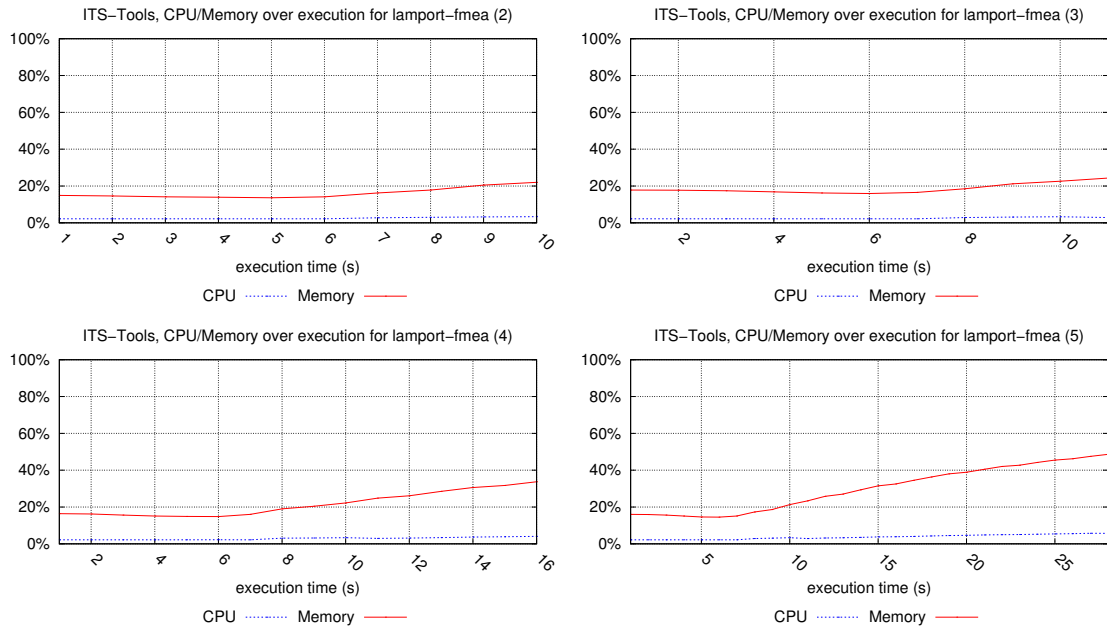 ITS-Tools, CPU/Memory over execution for lamport-fmea (2)
100%
80%
60%
40%
20%
0%
1 2 3 4 5 6 7 8 9 10
execution time (s)
CPU Memory
ITS-Tools, CPU/Memory over execution for lamport-fmea (3)
100%
80%
60%
40%
20%
0%
2 4 6 8 10
execution time (s)
CPU Memory
ITS-Tools, CPU/Memory over execution for lamport-fmea (4)
100%
80%
60%
40%
20%
0%
2 4 6 8 10 12 14 16
execution time (s)
CPU Memory
ITS-Tools, CPU/Memory over execution for lamport-fmea (5)
100%
80%
60%
40%
20%
0%
5 10 15 20 25
execution time (s)
CPU Memory